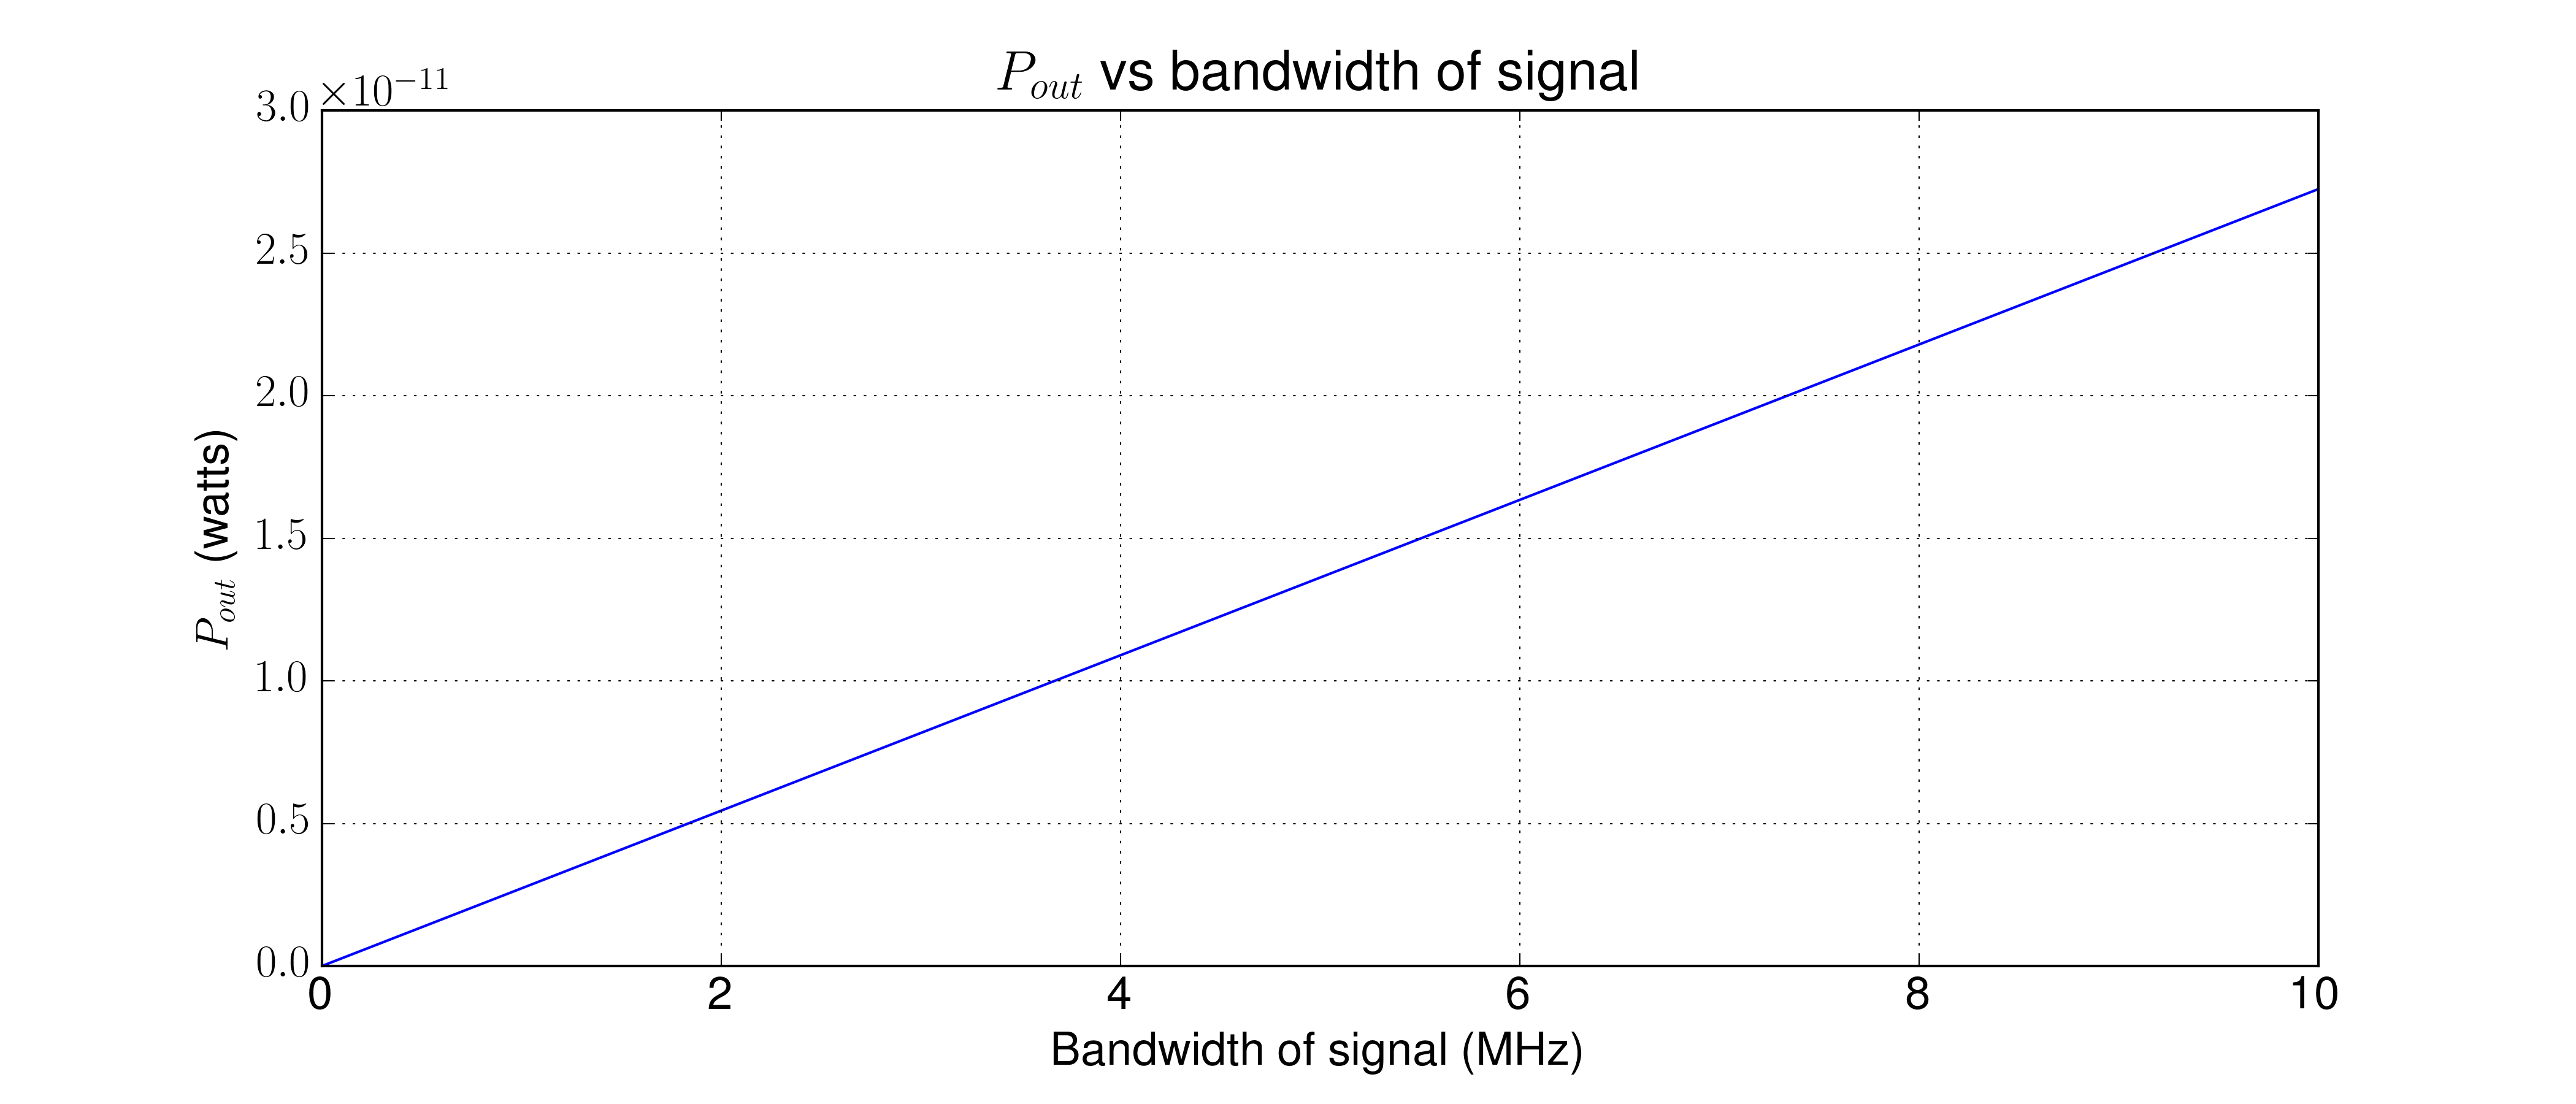 P_out vs bandwidth of signal
×10^−11
3.0
2.5
2.0
1.5
1.0
0.5
0.0
P_out (watts)
0 2 4 6 8 10
Bandwidth of signal (MHz)